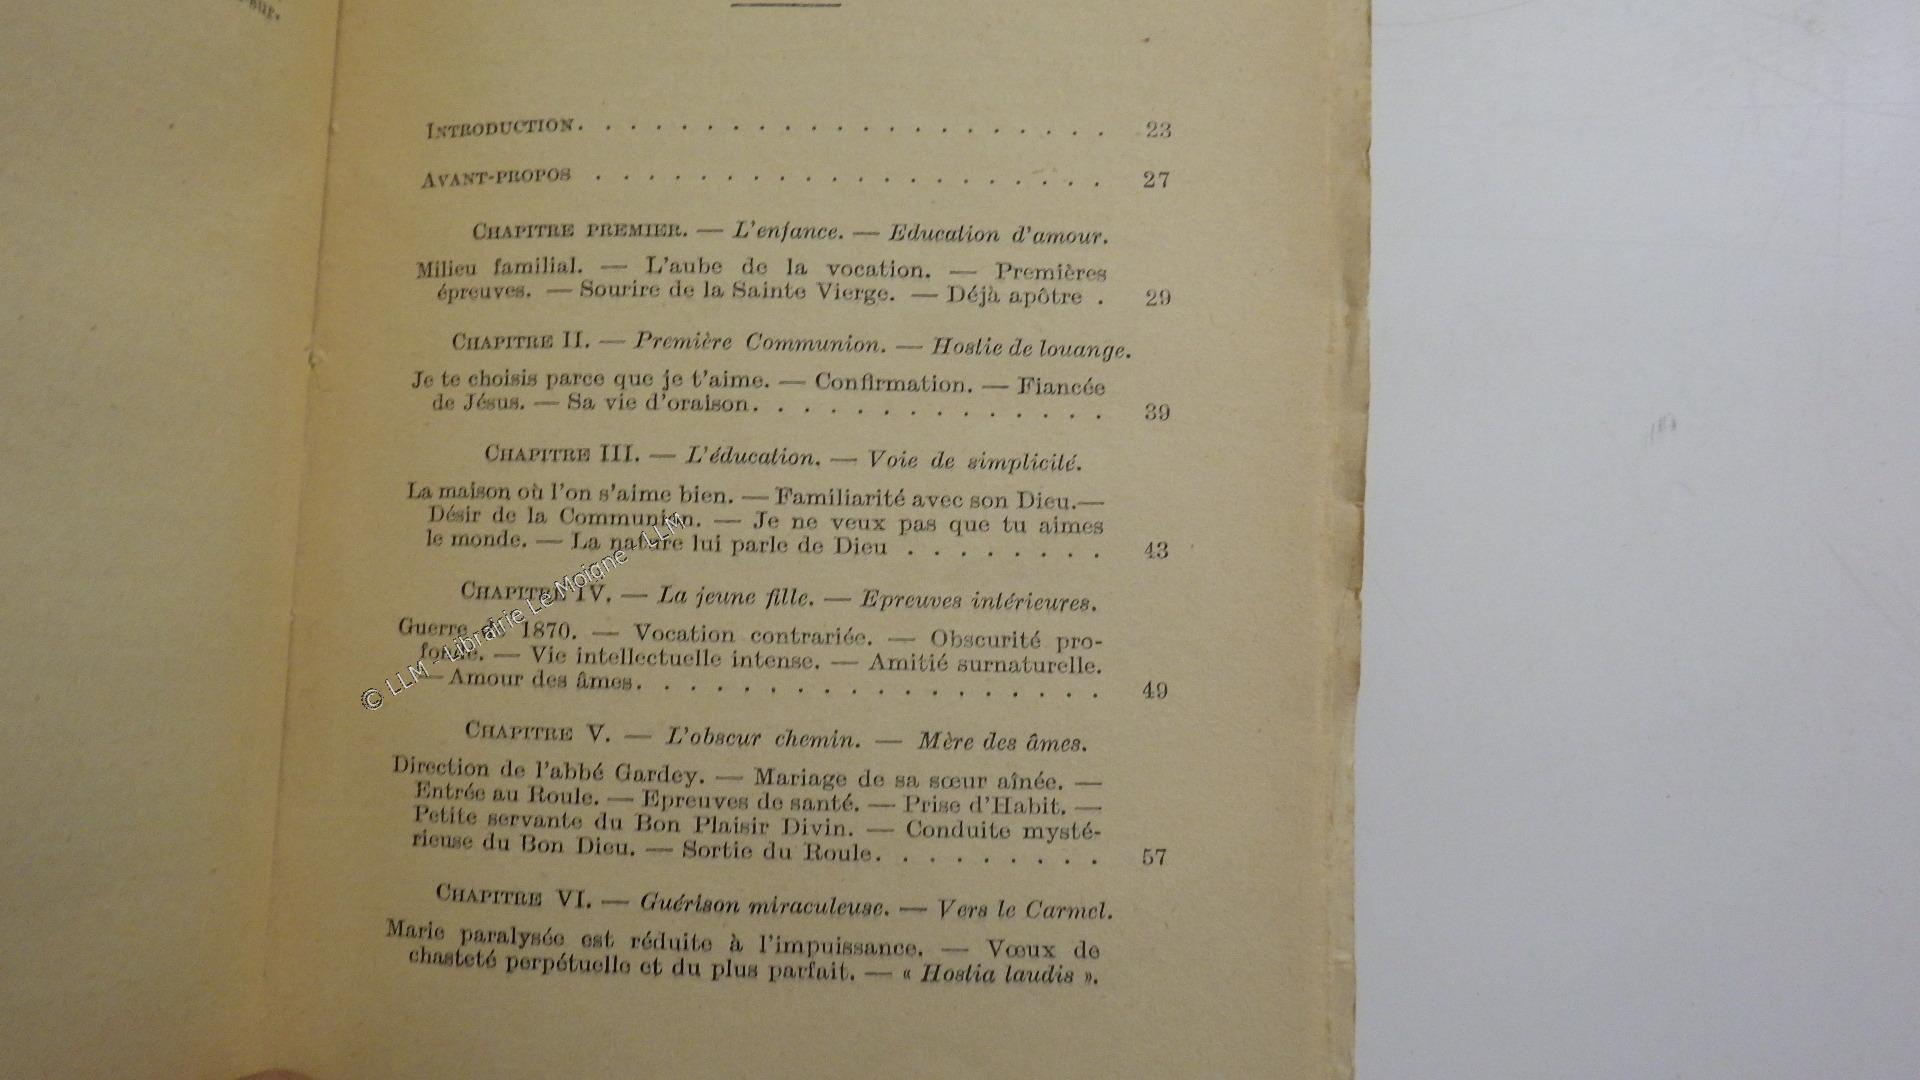 sur.
INTRODUCTION. . . . . . . . . . . . . . . . . . . . . . 23
AVANT-PROPOS . . . . . . . . . . . . . . . . . . . . 27
CHAPITRE PREMIER. — L'enfance. — Education d'amour.
Milieu familial. — L'aube de la vocation. — Premières
épreuves. — Sourire de la Sainte Vierge. — Déjà apôtre . 29
CHAPITRE II. — Première Communion. — Hostie de louange.
Je te choisis parce que je t'aime. — Confirmation. — Fiancée
de Jésus. — Sa vie d'oraison. . . . . . . . . . . . . . 39
CHAPITRE III. — L'éducation. — Voie de simplicité.
La maison où l'on s'aime bien. — Familiarité avec son Dieu.—
Désir de la Communion. — Je ne veux pas que tu aimes
le monde. — La nature lui parle de Dieu . . . . . . . . 43
CHAPITRE IV. — La jeune fille. — Epreuves intérieures.
Guerre de 1870. — Vocation contrariée. — Obscurité pro-
fonde. — Vie intellectuelle intense. — Amitié surnaturelle.
— Amour des âmes. . . . . . . . . . . . . . . . . . 49
CHAPITRE V. — L'obscur chemin. — Mère des âmes.
Direction de l'abbé Gardey. — Mariage de sa sœur aînée. —
Entrée au Roule. — Epreuves de santé. — Prise d'Habit. —
Petite servante du Bon Plaisir Divin. — Conduite mysté-
rieuse du Bon Dieu. — Sortie du Roule. . . . . . . . . 57
CHAPITRE VI. — Guérison miraculeuse. — Vers le Carmel.
Marie paralysée est réduite à l'impuissance. — Vœux de
chasteté perpétuelle et du plus parfait. — « Hostia laudis ».
© LLM - Librairie Le Moigne - LLM